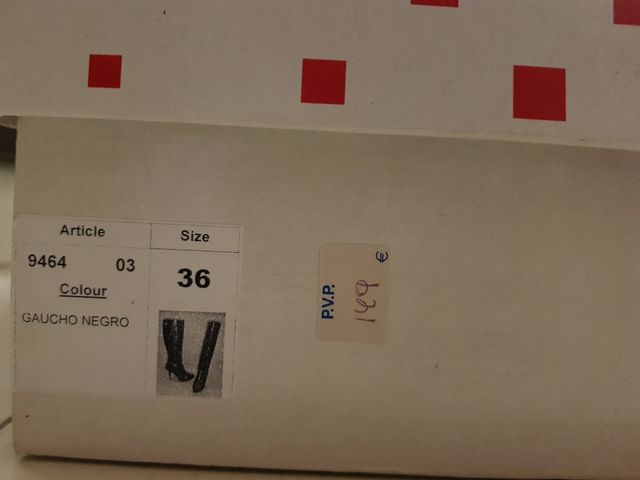 Article
Size
9464 03
36
Colour
GAUCHO NEGRO
P.V.P.
€